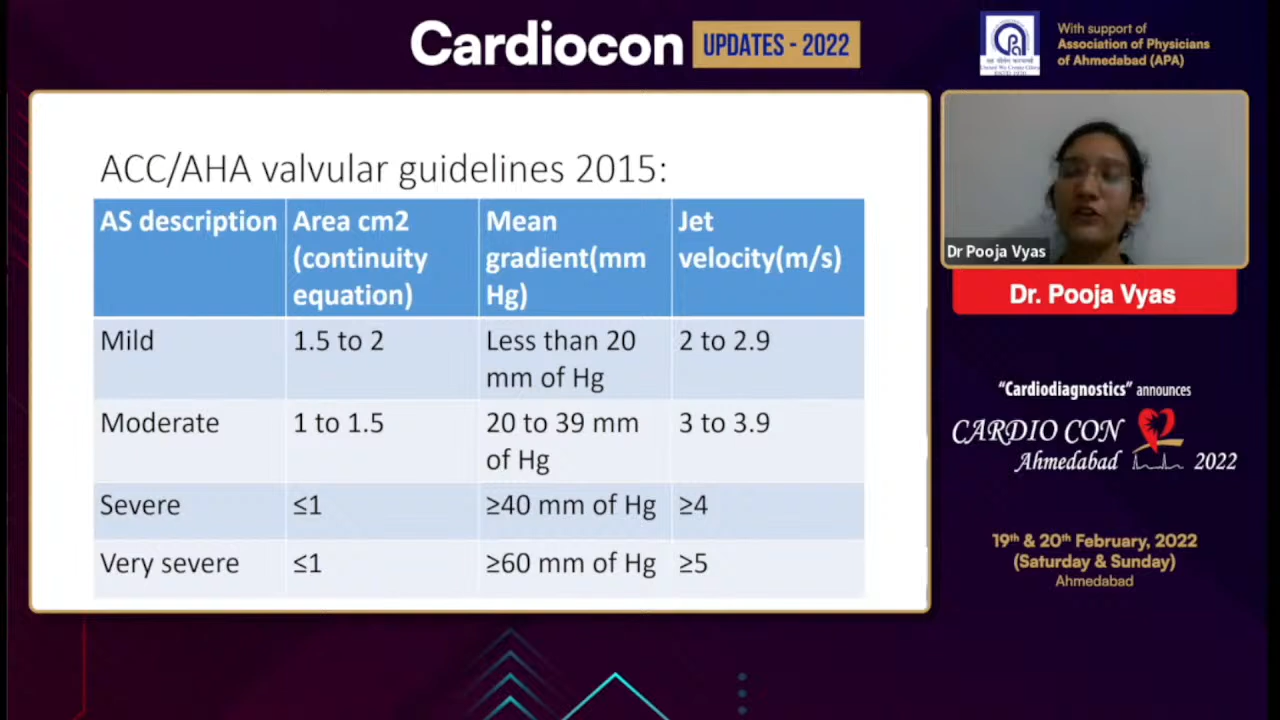 Cardiocon UPDATES - 2022
With support of
Association of Physicians
of Ahmedabad (APA)
ACC/AHA valvular guidelines 2015:
AS description Area cm2 (continuity equation) Mean gradient(mm Hg) Jet velocity(m/s)
Mild 1.5 to 2 Less than 20 mm of Hg 2 to 2.9
Moderate 1 to 1.5 20 to 39 mm of Hg 3 to 3.9
Severe ≤1 ≥40 mm of Hg ≥4
Very severe ≤1 ≥60 mm of Hg ≥5
Dr Pooja Vyas
Dr. Pooja Vyas
“Cardiodiagnostics” announces
CARDIO CON
Ahmedabad 2022
19th & 20th February, 2022
(Saturday & Sunday)
Ahmedabad